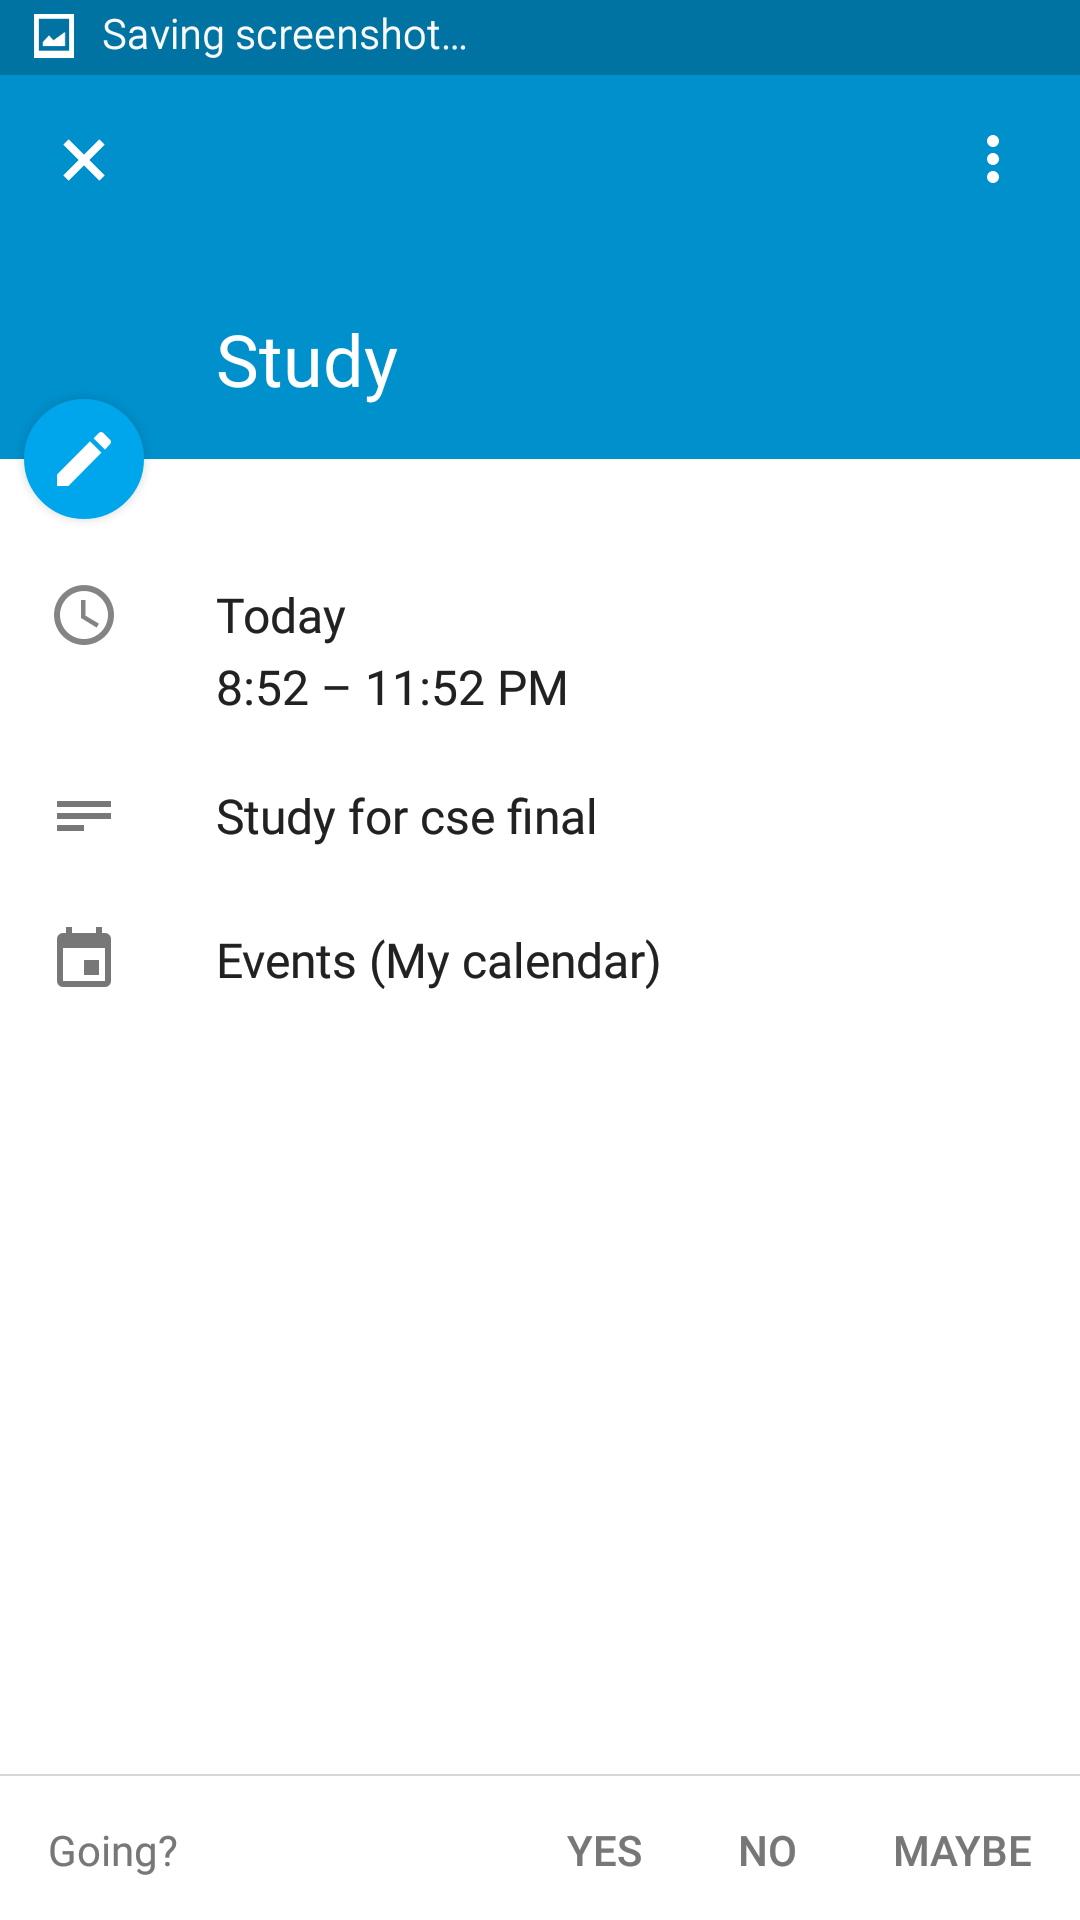 Saving screenshot...
Study
Today
8:52 – 11:52 PM
Study for cse final
Events (My calendar)
Going? YES NO MAYBE